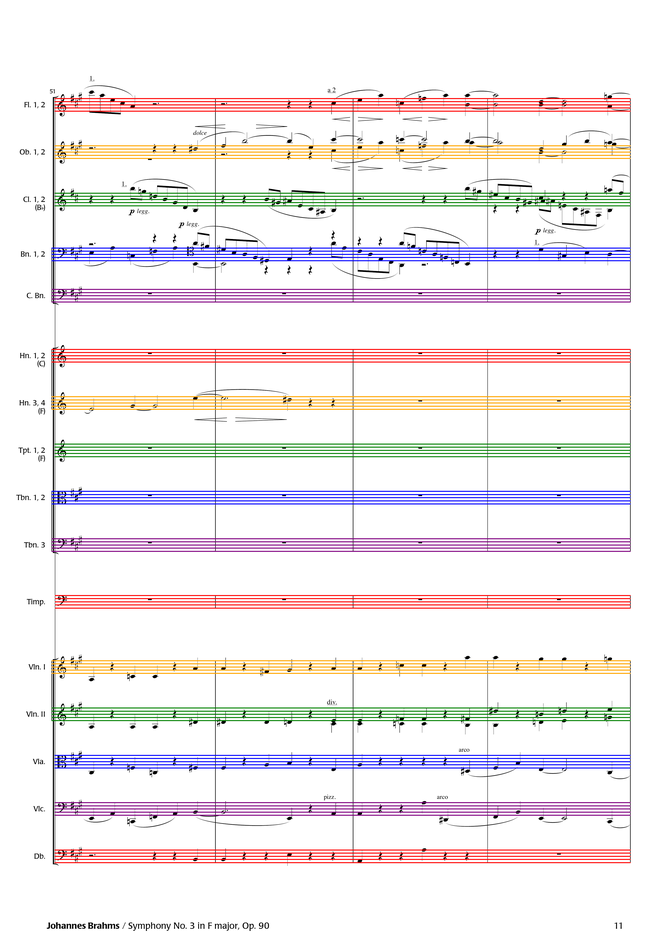 1.
51
Fl. 1, 2
a.2
dolce
Ob. 1, 2
1.
Cl. 1, 2
(B♭)
p legg.
p legg.
p legg.
1.
Bn. 1, 2
C. Bn.
Hn. 1, 2
(C)
Hn. 3, 4
(F)
Tpt. 1, 2
(F)
Tbn. 1, 2
Tbn. 3
Timp.
Vln. I
div.
Vln. II
arco
Vla.
pizz.
arco
Vlc.
Db.
Johannes Brahms / Symphony No. 3 in F major, Op. 90
11